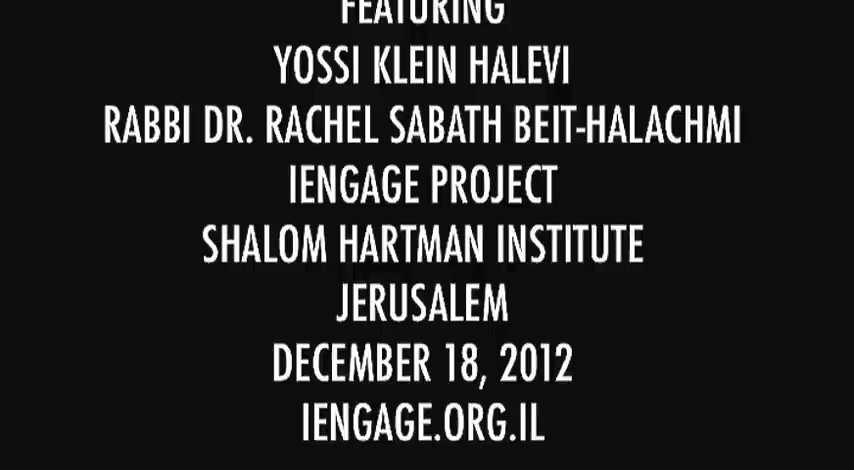 FEATURING
YOSSI KLEIN HALEVI
RABBI DR. RACHEL SABATH BEIT-HALACHMI
IENGAGE PROJECT
SHALOM HARTMAN INSTITUTE
JERUSALEM
DECEMBER 18, 2012
IENGAGE.ORG.IL